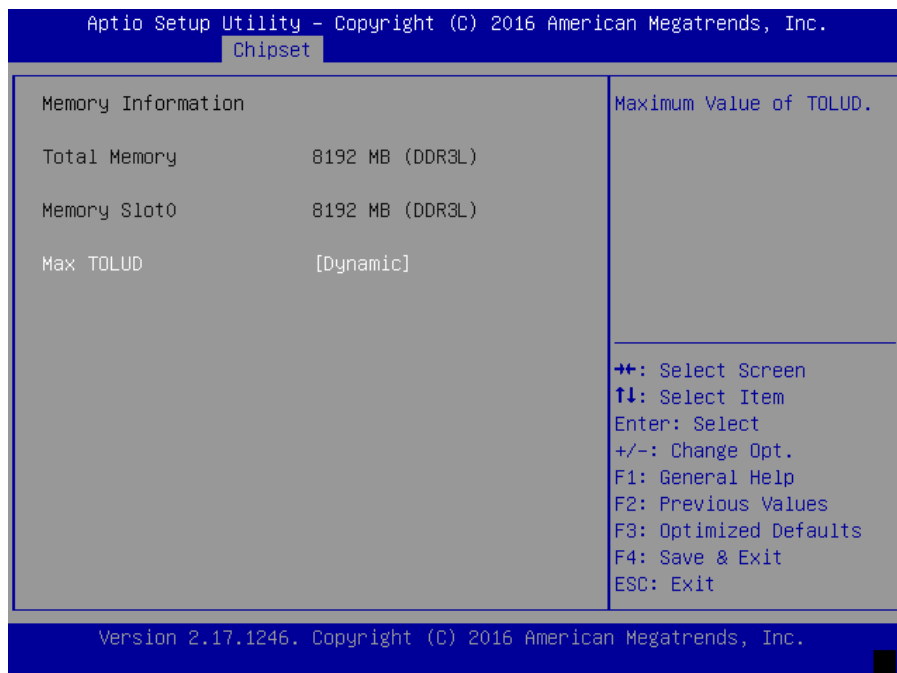 Aptio Setup Utility – Copyright (C) 2016 American Megatrends, Inc.
Chipset
Memory Information
Total Memory 8192 MB (DDR3L)
Memory Slot0 8192 MB (DDR3L)
Max TOLUD [Dynamic]
Maximum Value of TOLUD.
→←: Select Screen
↑↓: Select Item
Enter: Select
+/-: Change Opt.
F1: General Help
F2: Previous Values
F3: Optimized Defaults
F4: Save & Exit
ESC: Exit
Version 2.17.1246. Copyright (C) 2016 American Megatrends, Inc.